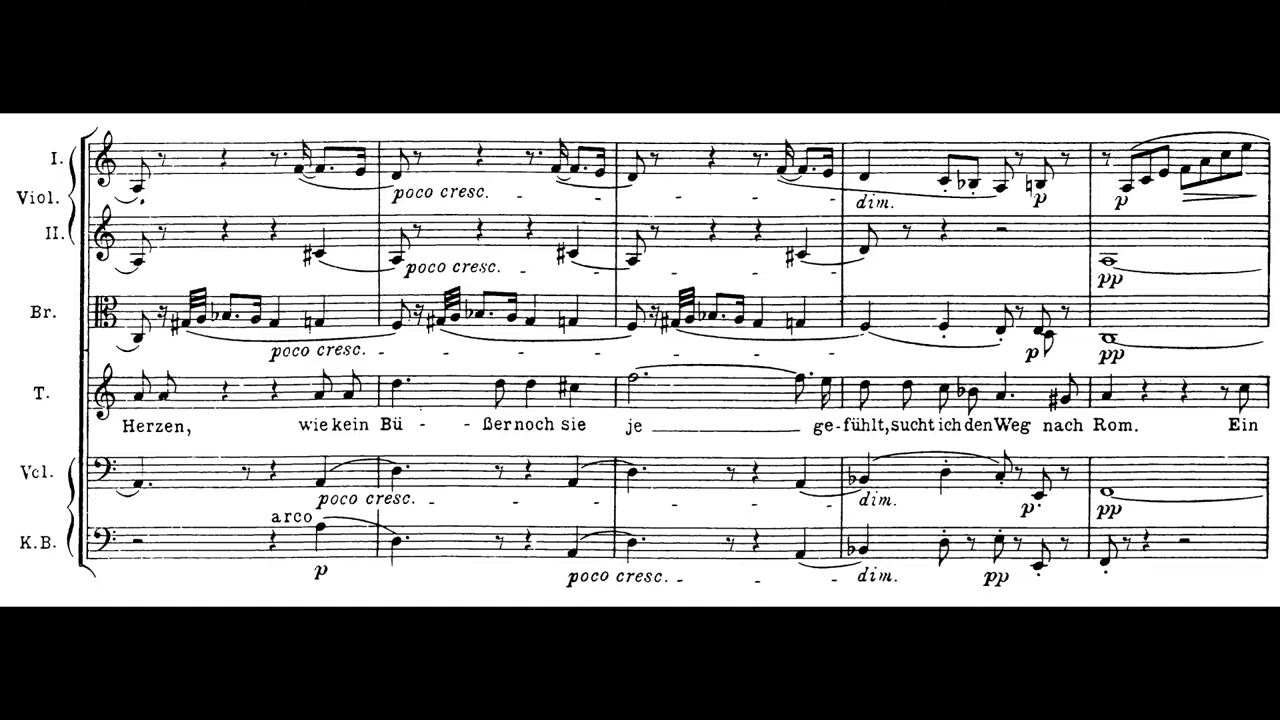 I.
Viol.
poco cresc.
dim.
p
p
II.
poco cresc.
pp
Br.
poco cresc.
p
pp
T.
Herzen, wie kein Bü - - ßer noch sie je ge-fühlt, sucht ich den Weg nach Rom. Ein
Vcl.
poco cresc.
dim.
p
pp
arco
K.B.
p
poco cresc.
dim.
pp